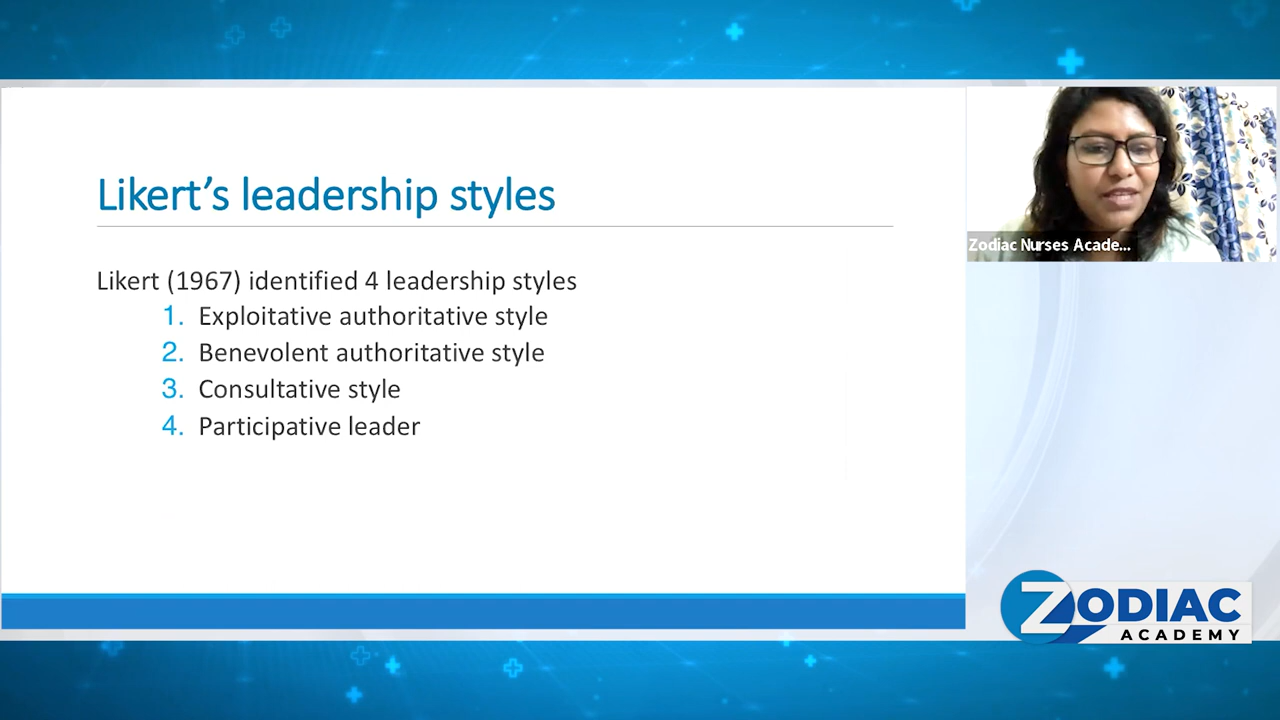 Likert’s leadership styles
Likert (1967) identified 4 leadership styles
1. Exploitative authoritative style
2. Benevolent authoritative style
3. Consultative style
4. Participative leader
Zodiac Nurses Acade...
ZODIAC
ACADEMY